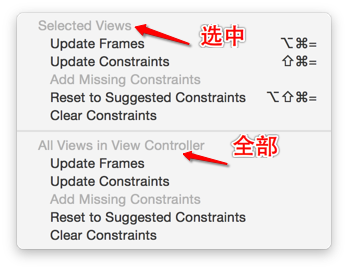 Selected Views 选中
Update Frames ⌥⌘=
Update Constraints ⇧⌘=
Add Missing Constraints
Reset to Suggested Constraints ⌥⇧⌘=
Clear Constraints
All Views in View Controller 全部
Update Frames
Update Constraints
Add Missing Constraints
Reset to Suggested Constraints
Clear Constraints